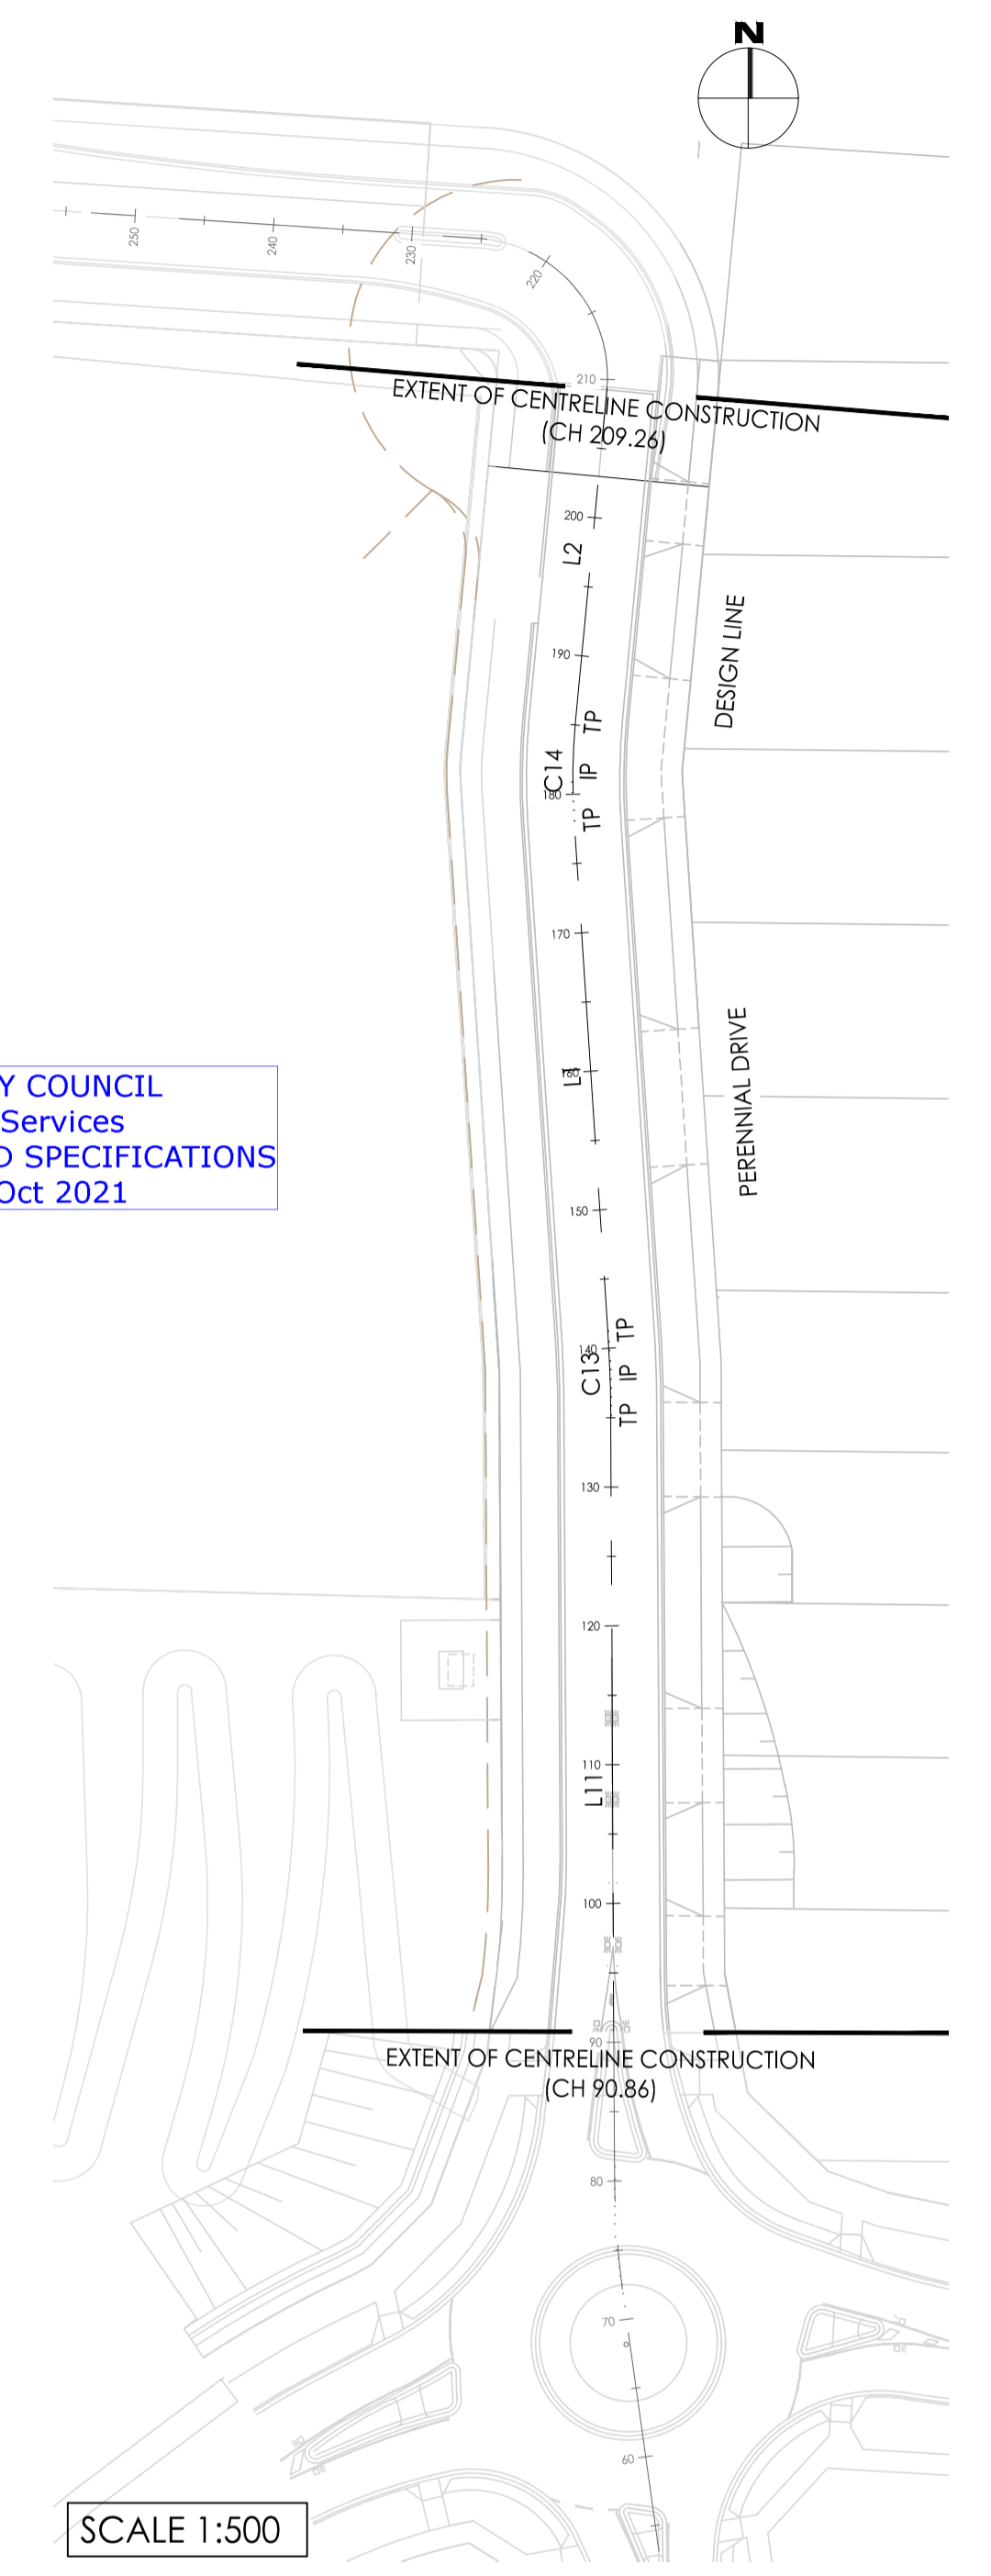 N
250
240
230
220
210
EXTENT OF CENTRELINE CONSTRUCTION
(CH 209.26)
200
L2
190
DESIGN LINE
TP
C14
IP
180
TP
170
Y COUNCIL
Services
SPECIFICATIONS
Oct 2021
160
PERENNIAL DRIVE
150
TP
140
C13
IP
TP
130
120
110
L11
100
90
EXTENT OF CENTRELINE CONSTRUCTION
(CH 90.86)
80
70
60
SCALE 1:500